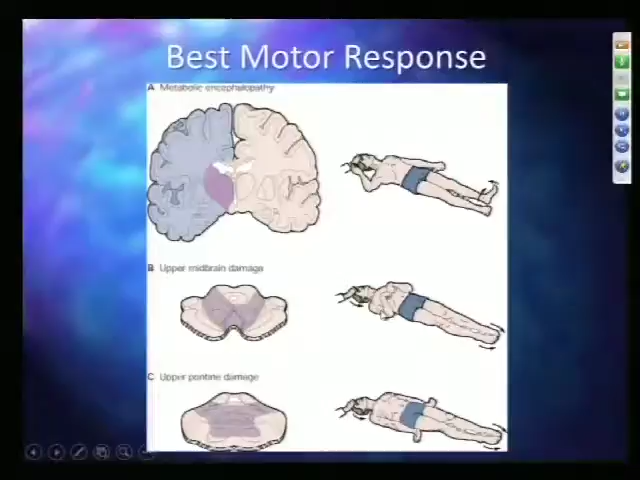 Best Motor Response
A Metabolic encephalopathy
B Upper midbrain damage
C Upper pontine damage